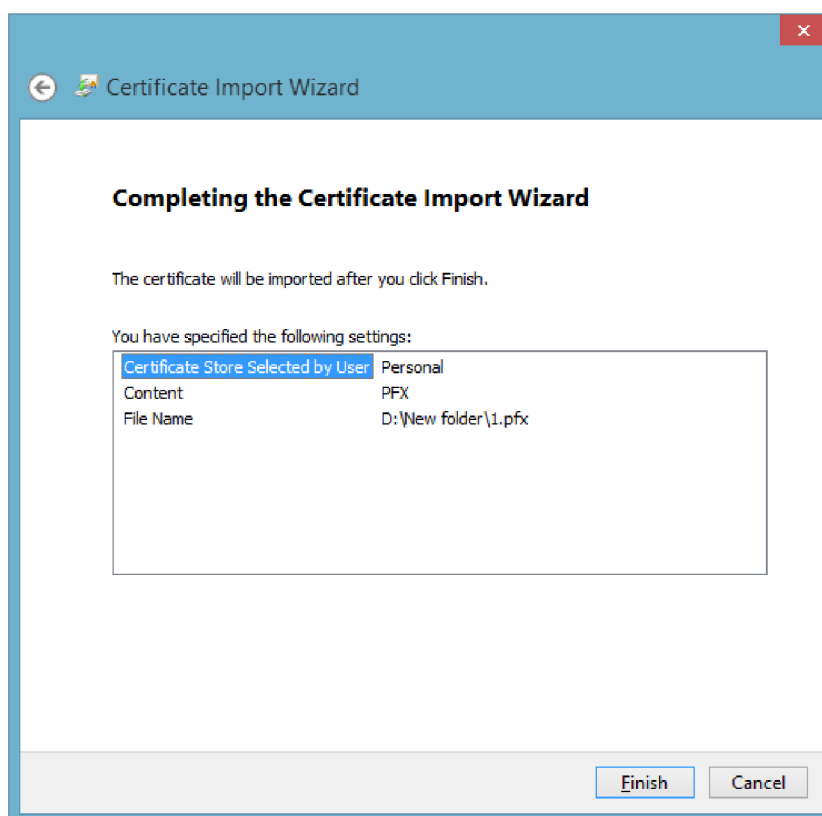 Certificate Import Wizard
Completing the Certificate Import Wizard
The certificate will be imported after you click Finish.
You have specified the following settings:
Certificate Store Selected by User Personal
Content PFX
File Name D:\New folder\1.pfx
Finish Cancel